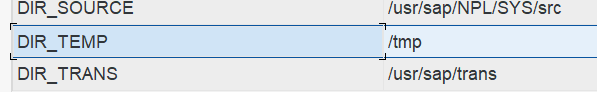 DIR_SOURCE /usr/sap/NPL/SYS/src
DIR_TEMP /tmp
DIR_TRANS /usr/sap/trans